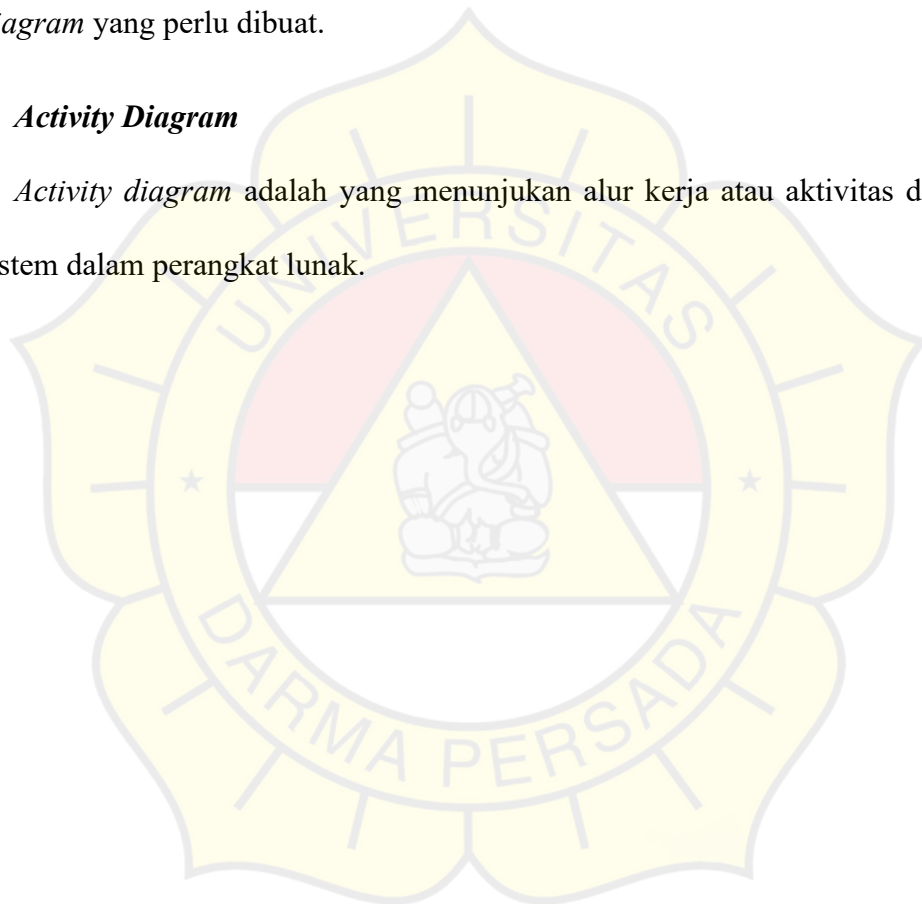 agram yang perlu dibuat.
Activity Diagram
Activity diagram adalah yang menunjukan alur kerja atau aktivitas d
stem dalam perangkat lunak.
UNIVERSITAS
DARMA PERSADA